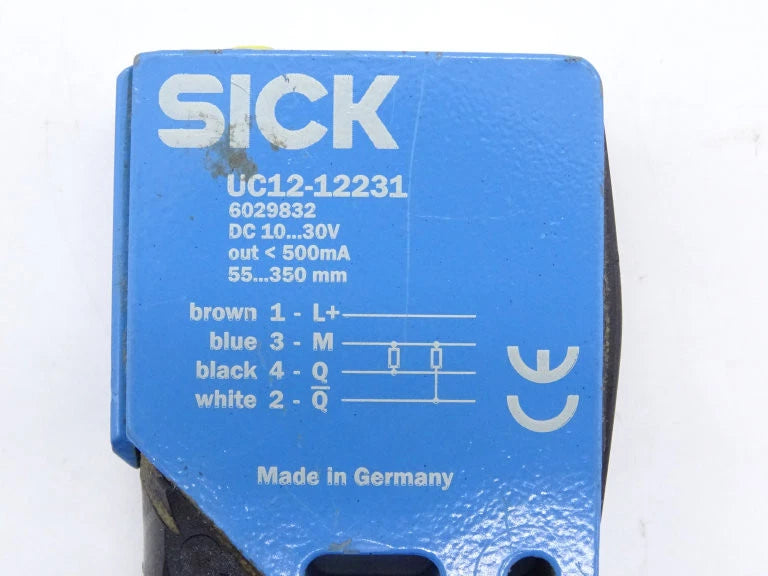 SICK
UC12-12231
6029832
DC 10...30V
out < 500mA
55...350 mm
brown 1 - L+
blue 3 - M
black 4 - Q
white 2 - Q̅
CE
Made in Germany